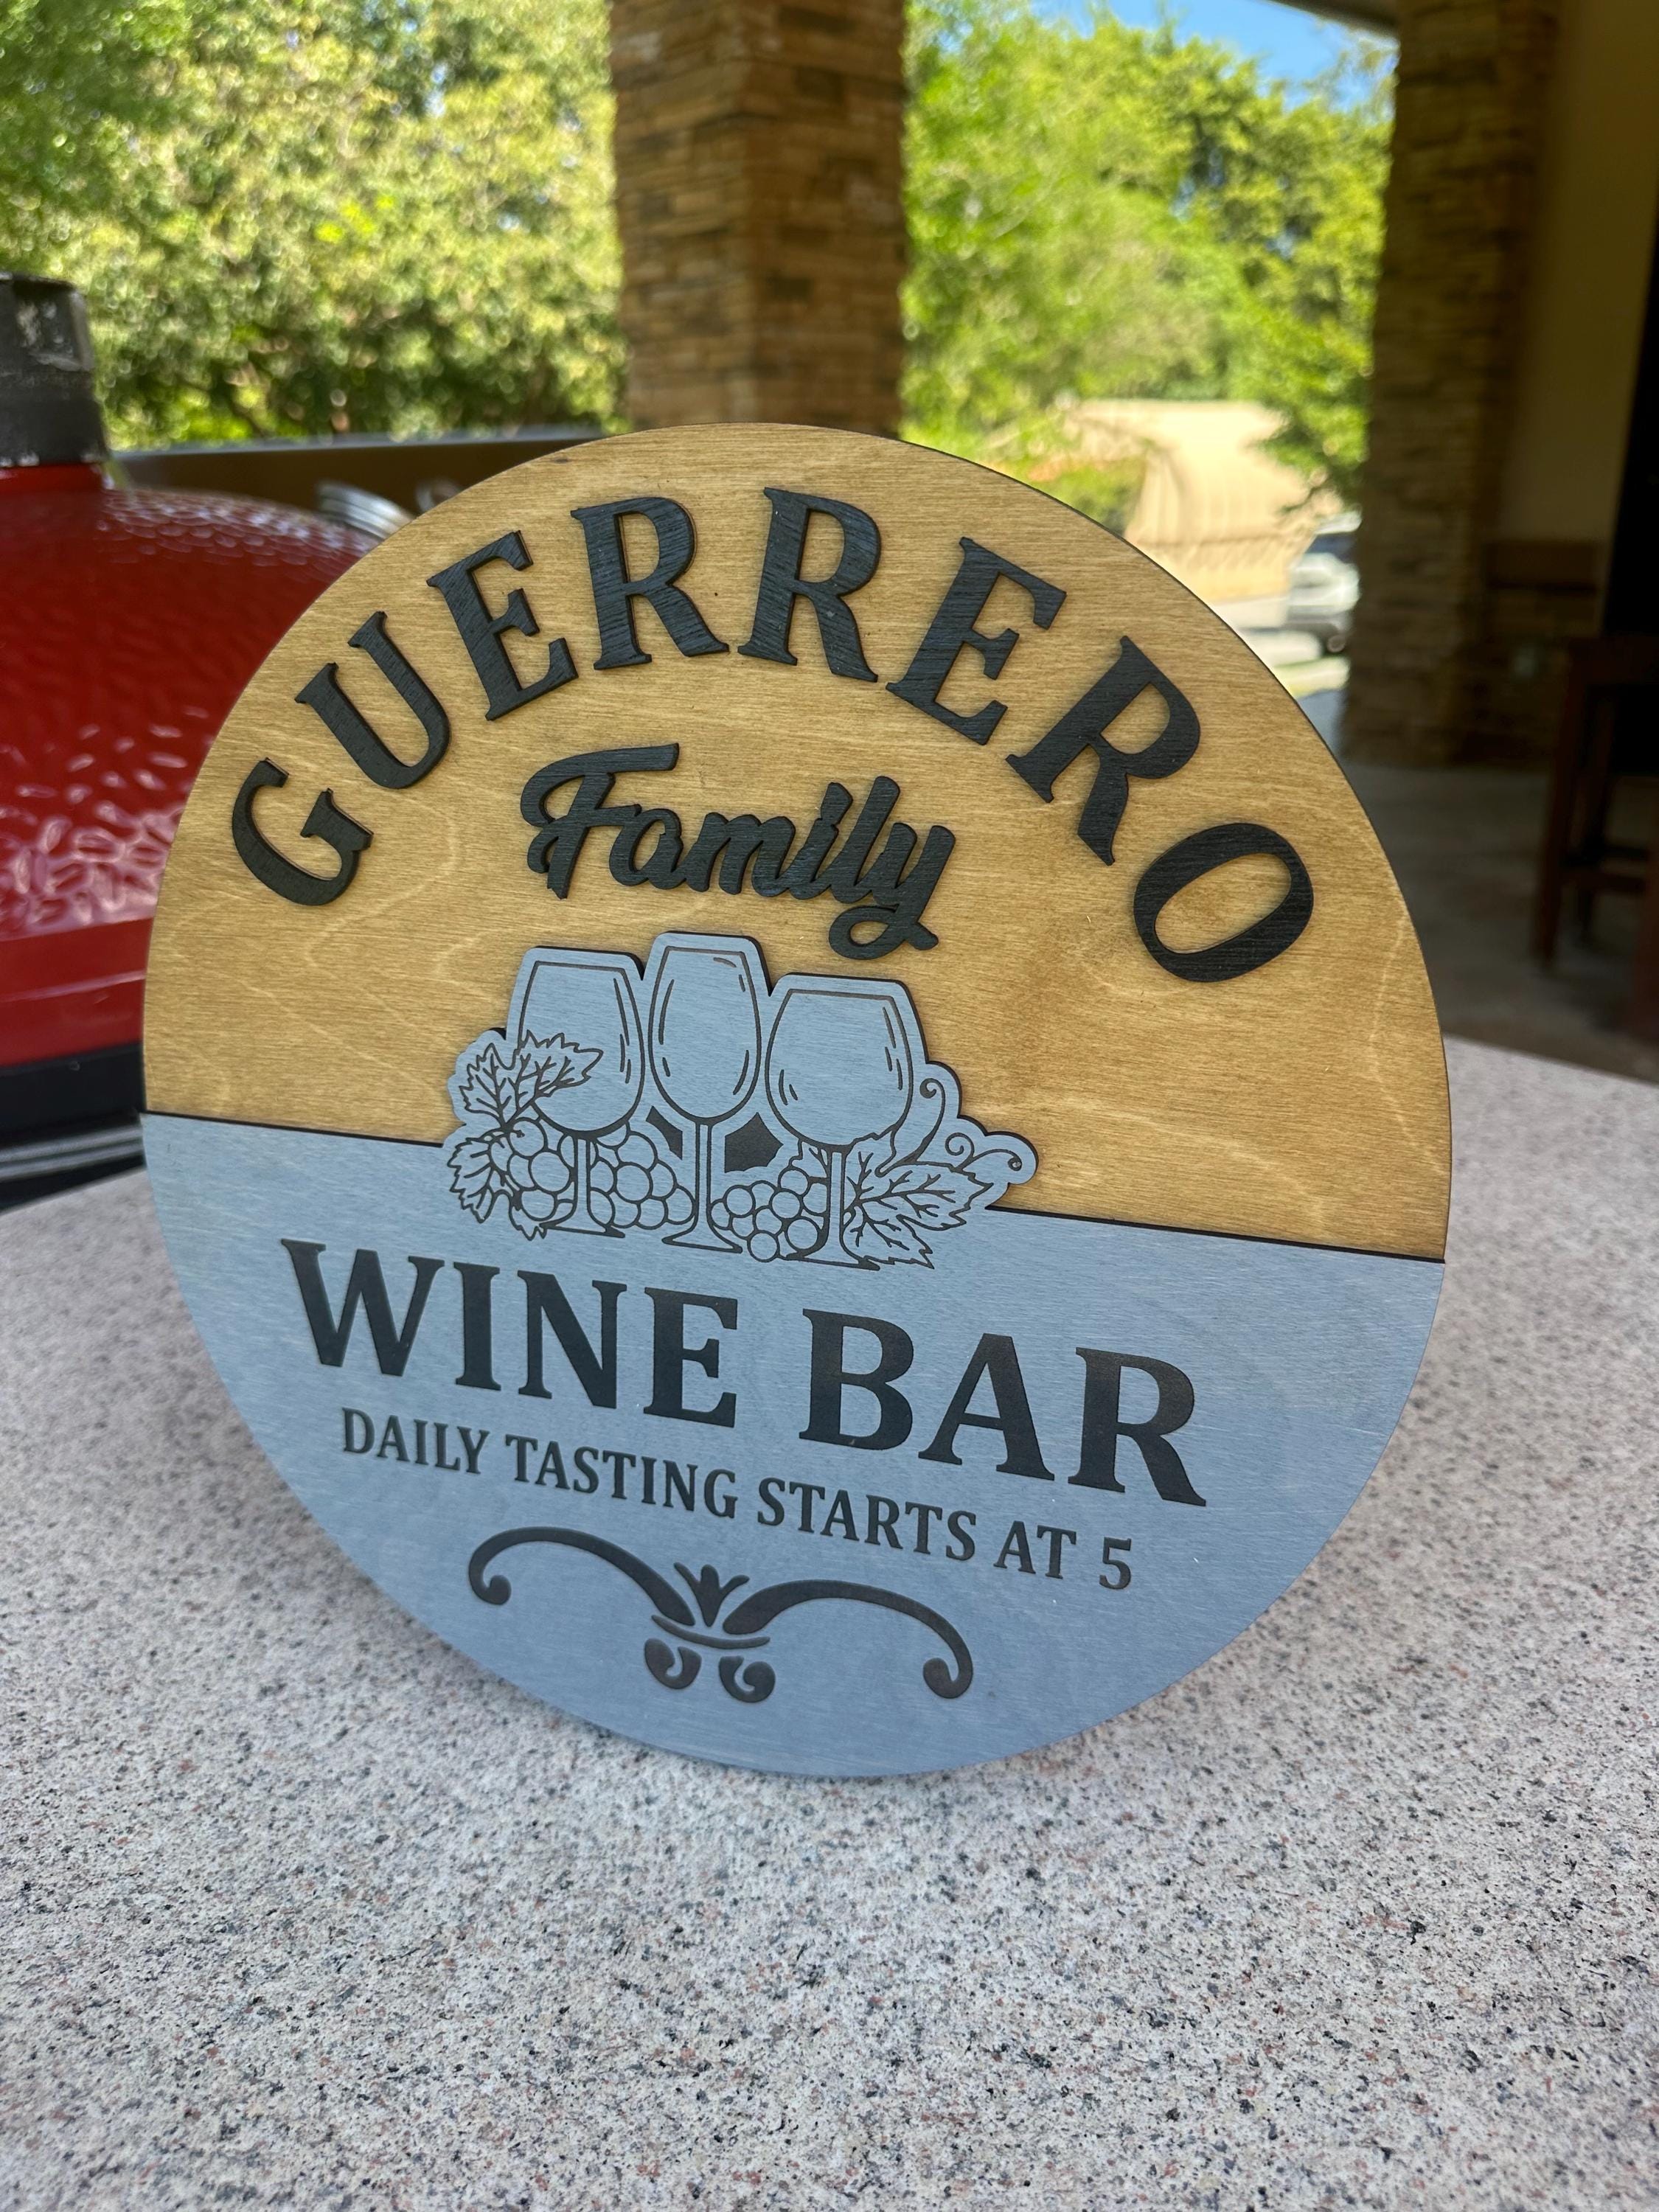 GUERRERO
Family
WINE BAR
DAILY TASTING STARTS AT 5